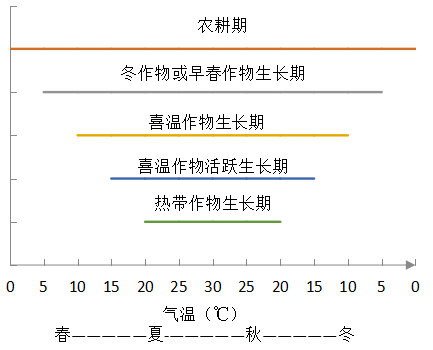 农耕期
冬作物或早春作物生长期
喜温作物生长期
喜温作物活跃生长期
热带作物生长期
0 5 10 15 20 25 30 25 20 15 10 5 0
气温（℃）
春—————夏—————秋—————冬